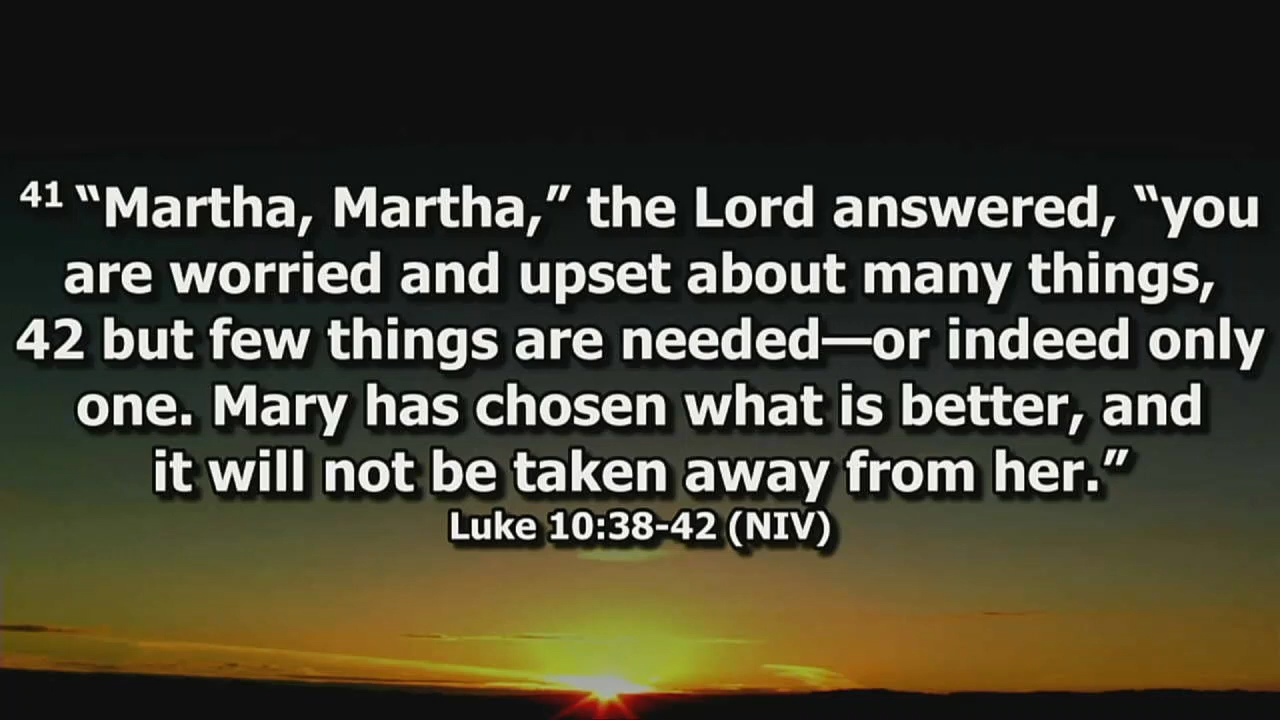 41 “Martha, Martha,” the Lord answered, “you
are worried and upset about many things,
42 but few things are needed—or indeed only
one. Mary has chosen what is better, and
it will not be taken away from her.”
Luke 10:38-42 (NIV)